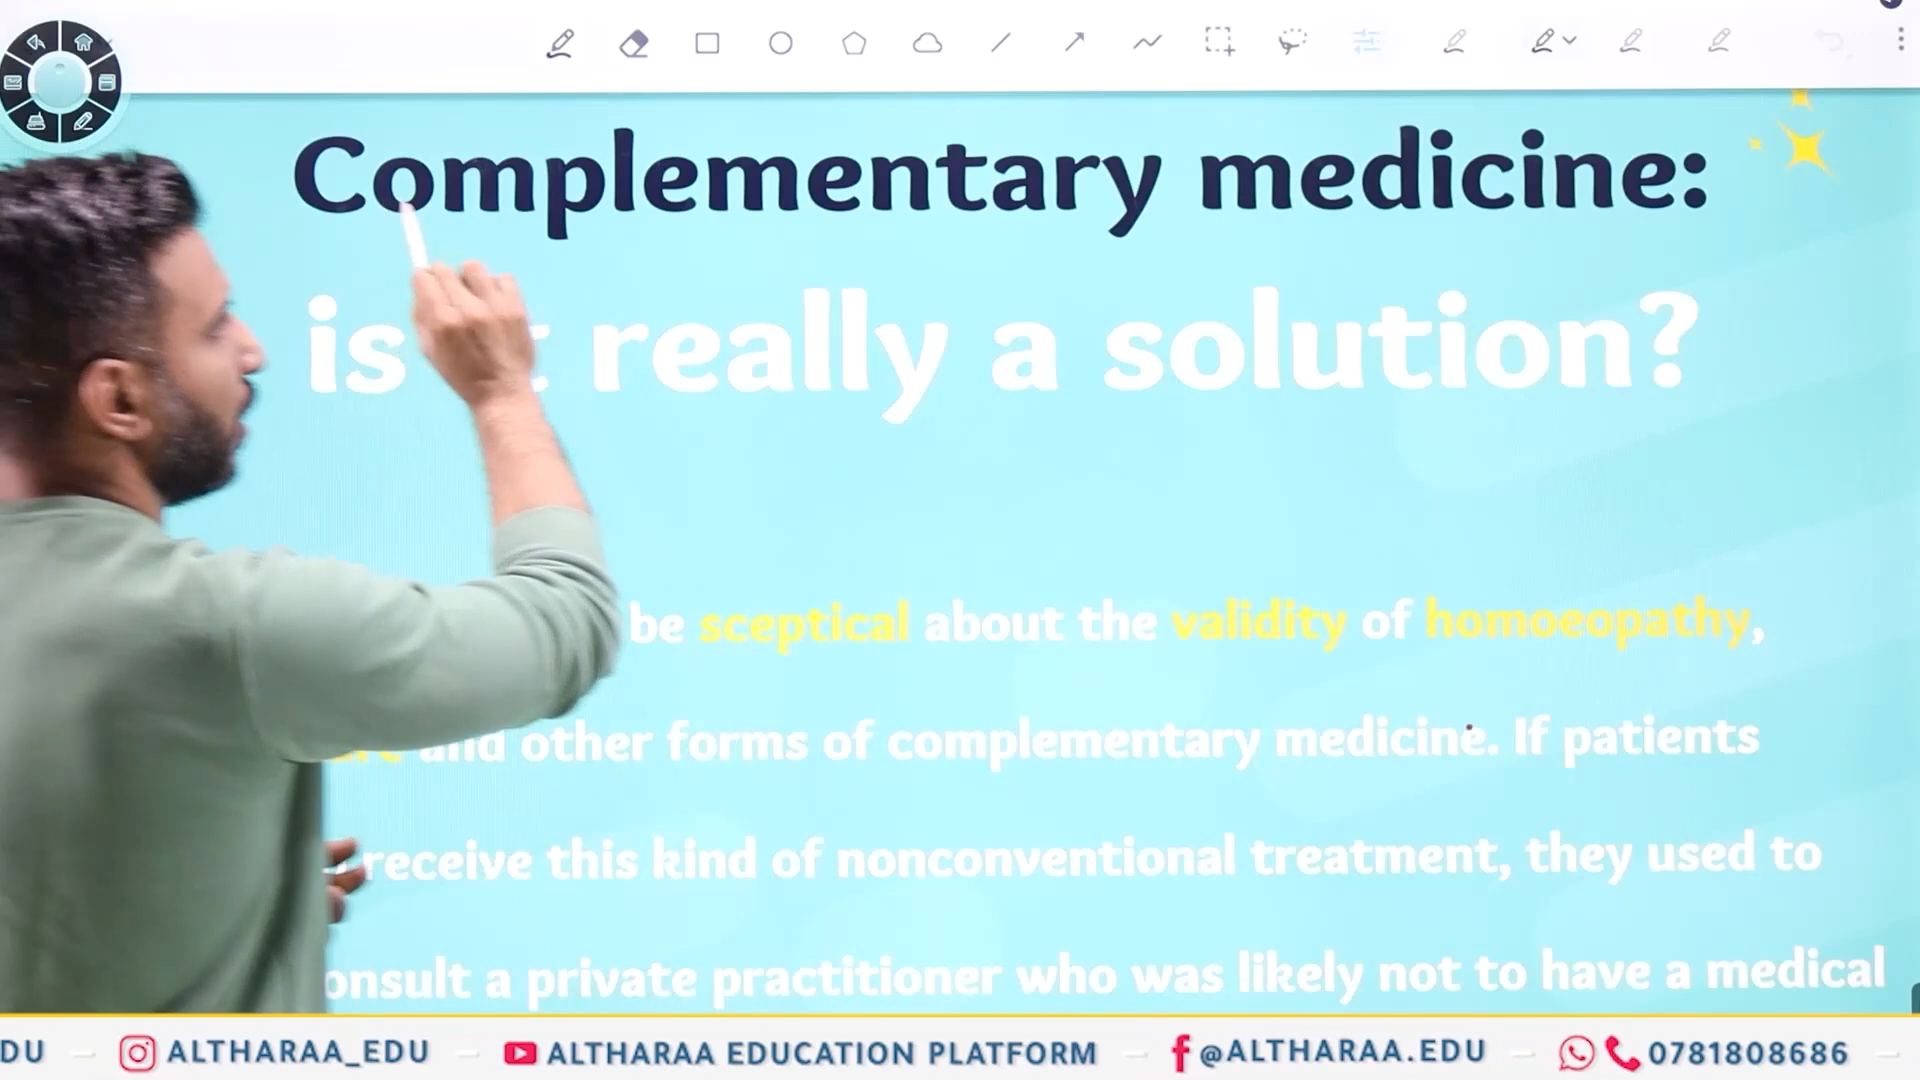 Complementary medicine:
is really a solution?
be sceptical about the validity of homoeopathy,
and other forms of complementary medicine. If patients
receive this kind of nonconventional treatment, they used to
onsult a private practitioner who was likely not to have a medical
DU ALTHARAA_EDU ALTHARAA EDUCATION PLATFORM @ALTHARAA.EDU 0781808686